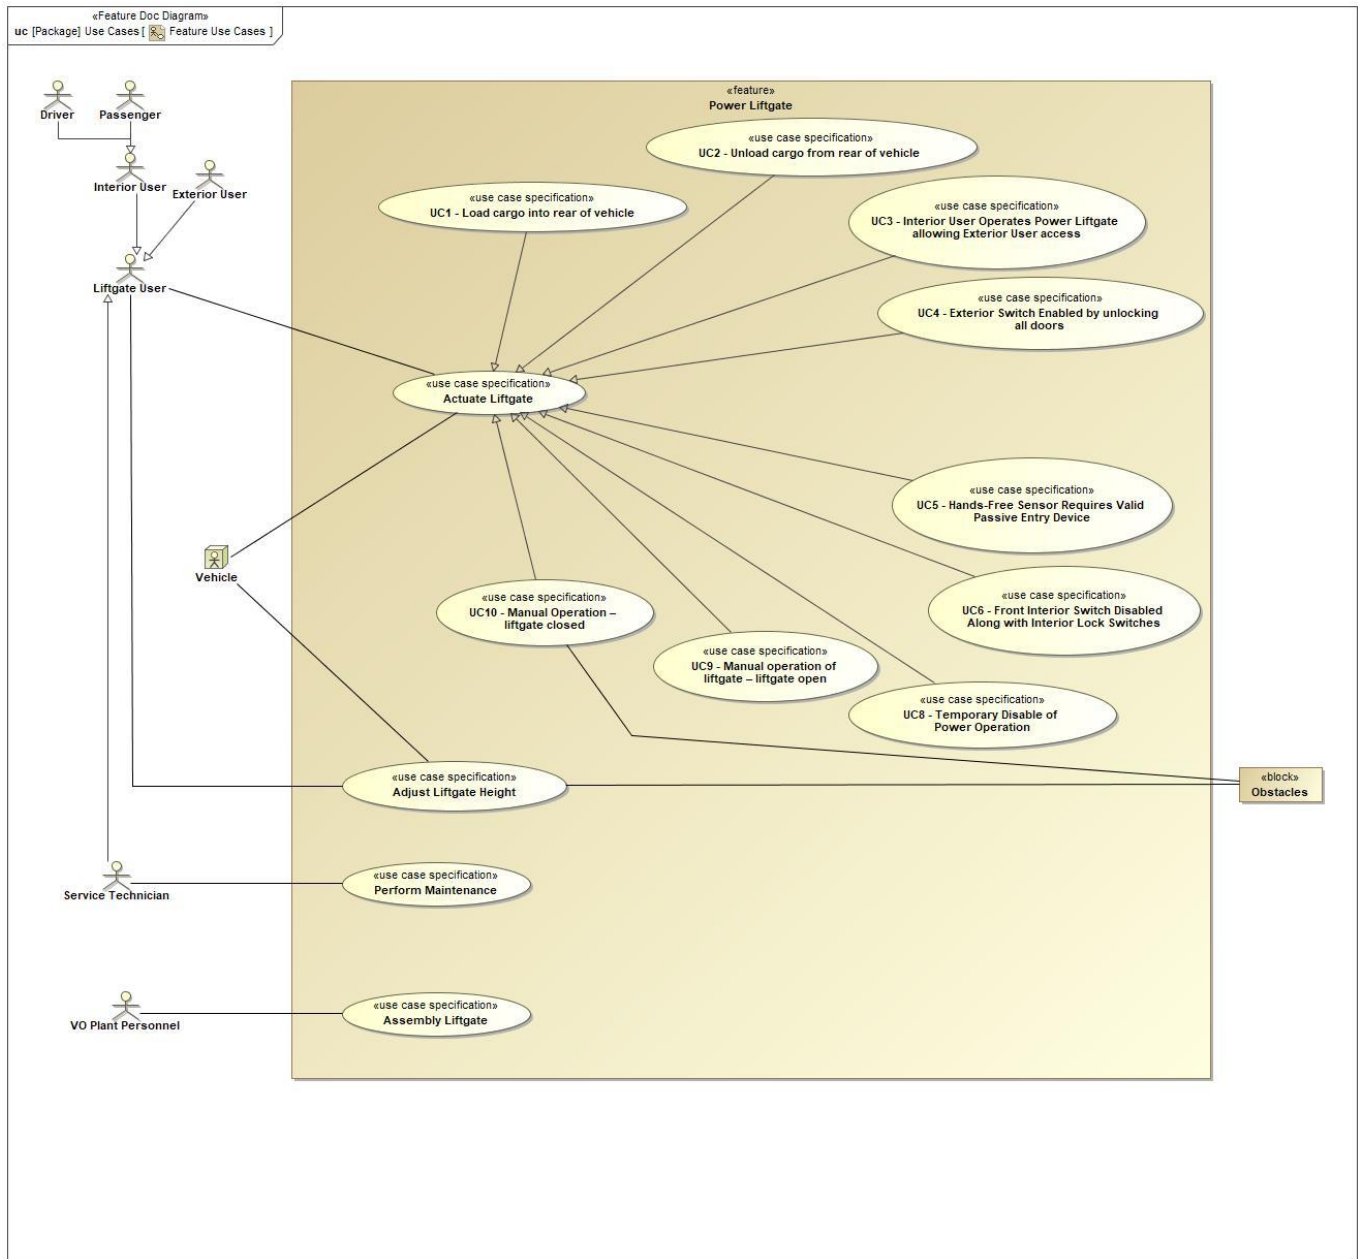 «Feature Doc Diagram»
uc [Package] Use Cases [ Feature Use Cases ]
Driver
Passenger
Interior User
Exterior User
Liftgate User
«feature»
Power Liftgate
«use case specification»
UC2 - Unload cargo from rear of vehicle
«use case specification»
UC1 - Load cargo into rear of vehicle
«use case specification»
UC3 - Interior User Operates Power Liftgate
allowing Exterior User access
«use case specification»
UC4 - Exterior Switch Enabled by unlocking
all doors
«use case specification»
Actuate Liftgate
«use case specification»
UC5 - Hands-Free Sensor Requires Valid
Passive Entry Device
Vehicle
«use case specification»
UC10 - Manual Operation –
liftgate closed
«use case specification»
UC6 - Front Interior Switch Disabled
Along with Interior Lock Switches
«use case specification»
UC9 - Manual operation of
liftgate – liftgate open
«use case specification»
UC8 - Temporary Disable of
Power Operation
«use case specification»
Adjust Liftgate Height
«block»
Obstacles
Service Technician
«use case specification»
Perform Maintenance
VO Plant Personnel
«use case specification»
Assembly Liftgate